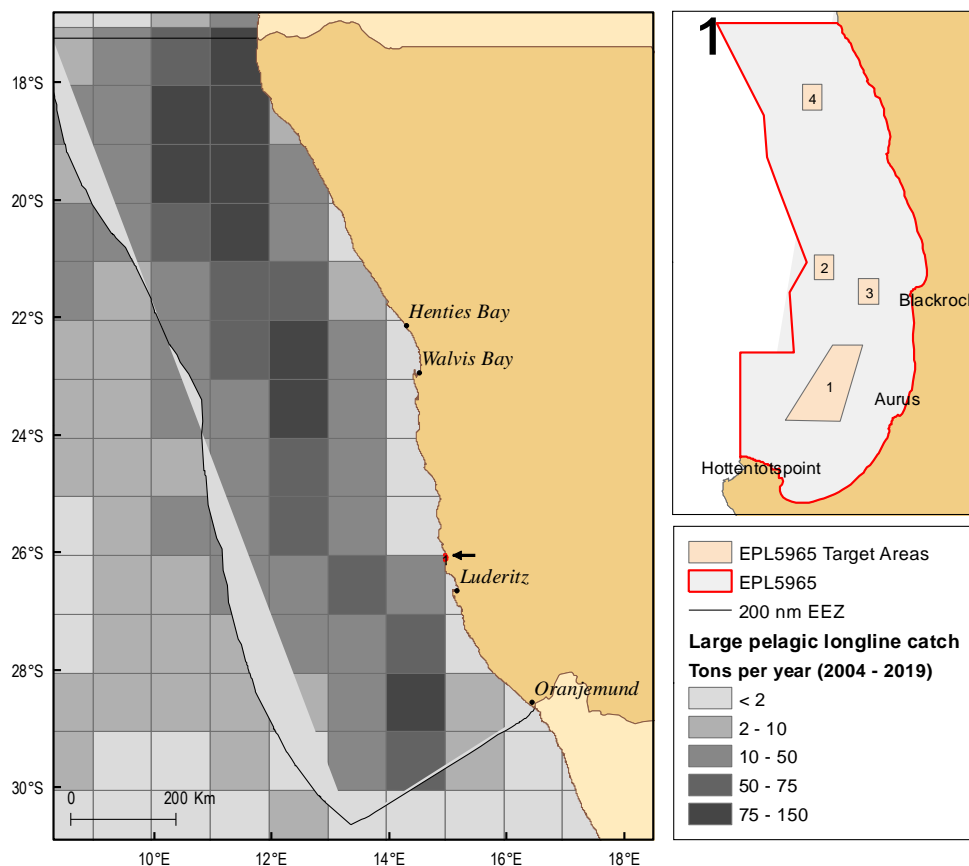 18°S
20°S
22°S
24°S
26°S
28°S
30°S
Henties Bay
Walvis Bay
Luderitz
Oranjemund
0 200 Km
10°E 12°E 14°E 16°E 18°E
1
4
2
3
Blackrock
1
Aurus
Hottentotspoint
EPL5965 Target Areas
EPL5965
200 nm EEZ
Large pelagic longline catch
Tons per year (2004 - 2019)
< 2
2 - 10
10 - 50
50 - 75
75 - 150